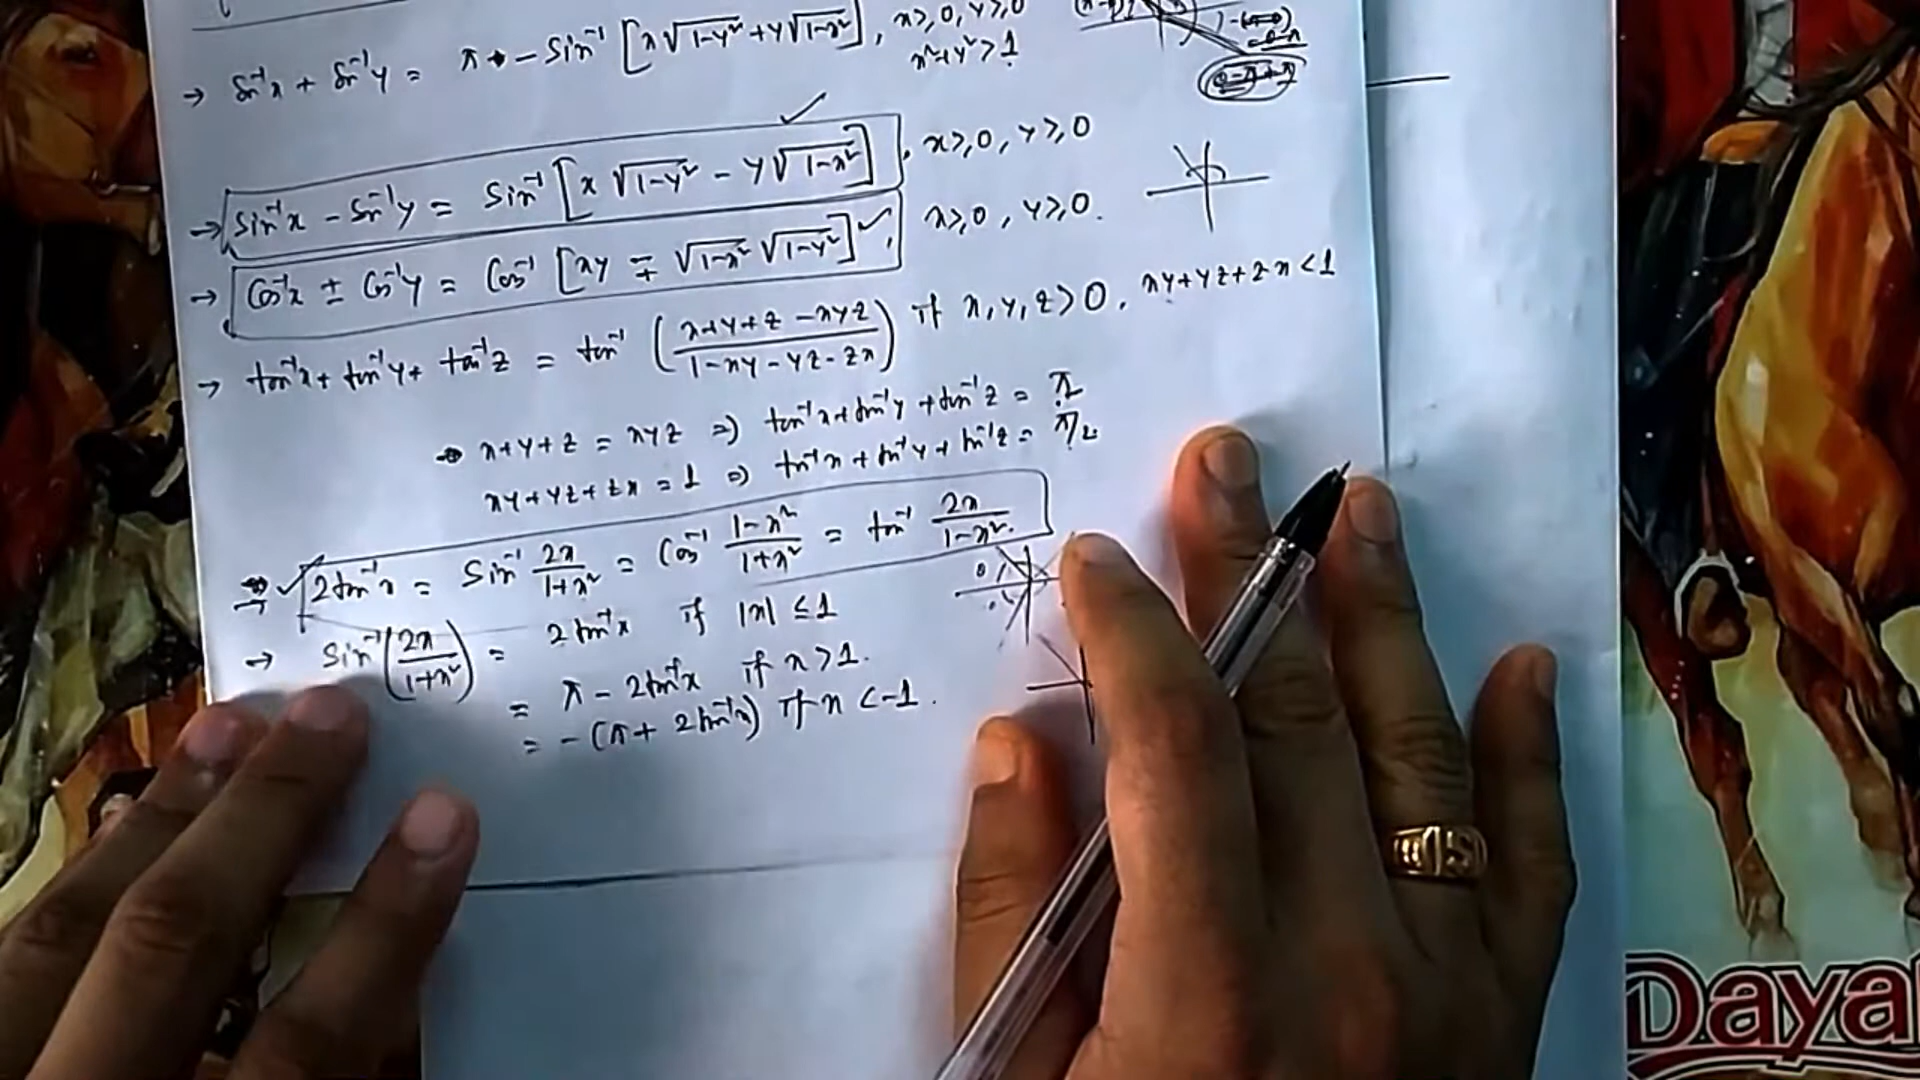 → Sin⁻¹x + Sin⁻¹y = π - Sin⁻¹ [x√1-y² + y√1-x²], x≥0, y≥0
x²+y² > 1
→ Sin⁻¹x - Sin⁻¹y = Sin⁻¹ [x √1-y² - y√1-x²], x≥0, y≥0
→ Cos⁻¹x ± Cos⁻¹y = Cos⁻¹ [xy ∓ √1-x² √1-y²], x≥0, y≥0.
→ tan⁻¹x + tan⁻¹y + tan⁻¹z = tan⁻¹ (x+y+z-xyz / 1-xy-yz-zx) if x, y, z > 0, xy+yz+zx < 1
x+y+z = xyz ⇒ tan⁻¹x + tan⁻¹y + tan⁻¹z = π
xy+yz+zx = 1 ⇒ tan⁻¹x + tan⁻¹y + tan⁻¹z = π/2
→ 2tan⁻¹x = Sin⁻¹ 2x/1+x² = Cos⁻¹ 1-x²/1+x² = tan⁻¹ 2x/1-x².
→ Sin⁻¹(2x/1+x²) = 2tan⁻¹x if |x| ≤ 1
= π - 2tan⁻¹x if x > 1.
= -(π + 2tan⁻¹x) if x < -1.
Dayal